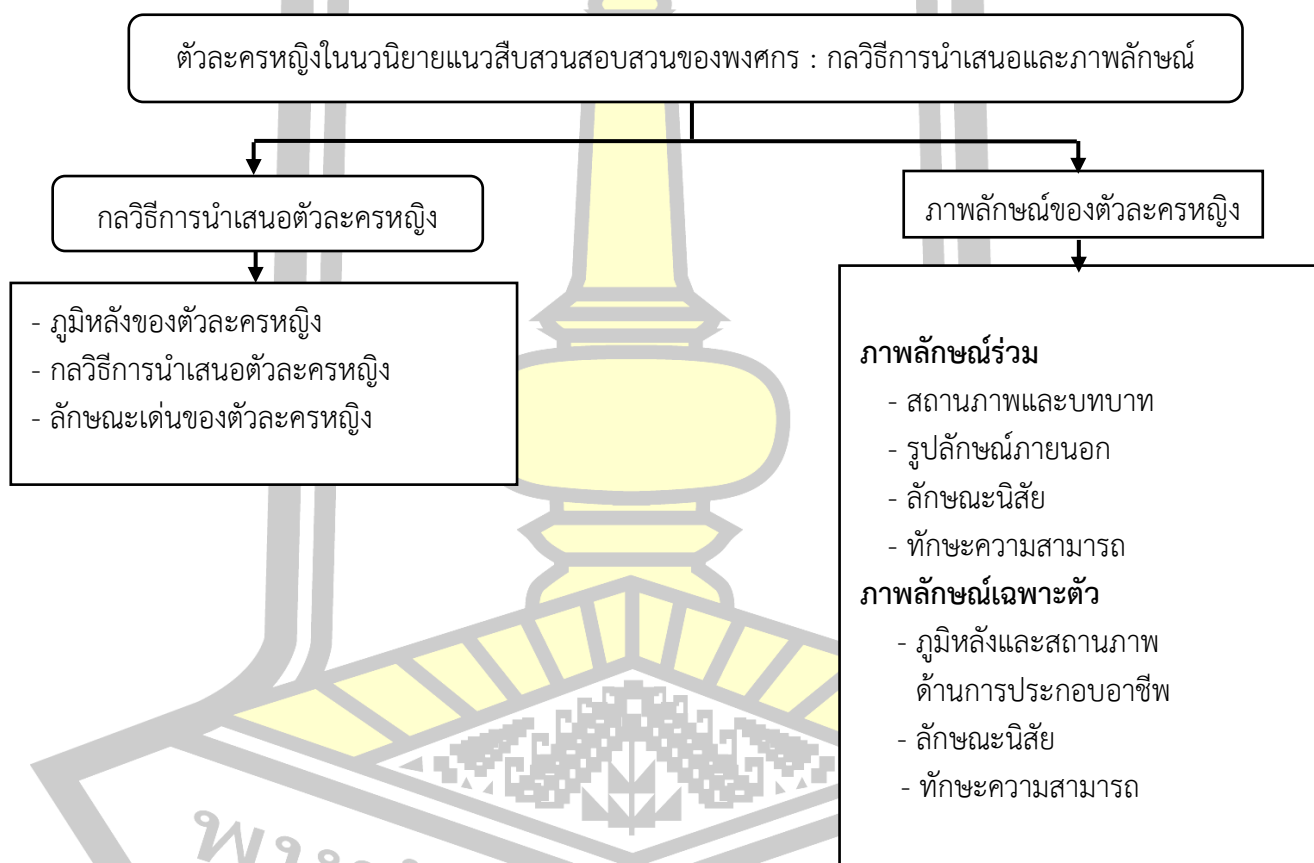 ตัวละครหญิงในนวนิยายแนวสืบสวนสอบสวนของพงศกร : กลวิธีการนำเสนอและภาพลักษณ์
กลวิธีการนำเสนอตัวละครหญิง
ภาพลักษณ์ของตัวละครหญิง
- ภูมิหลังของตัวละครหญิง
- กลวิธีการนำเสนอตัวละครหญิง
- ลักษณะเด่นของตัวละครหญิง
ภาพลักษณ์ร่วม
- สถานภาพและบทบาท
- รูปลักษณ์ภายนอก
- ลักษณะนิสัย
- ทักษะความสามารถ
ภาพลักษณ์เฉพาะตัว
- ภูมิหลังและสถานภาพ
ด้านการประกอบอาชีพ
- ลักษณะนิสัย
- ทักษะความสามารถ